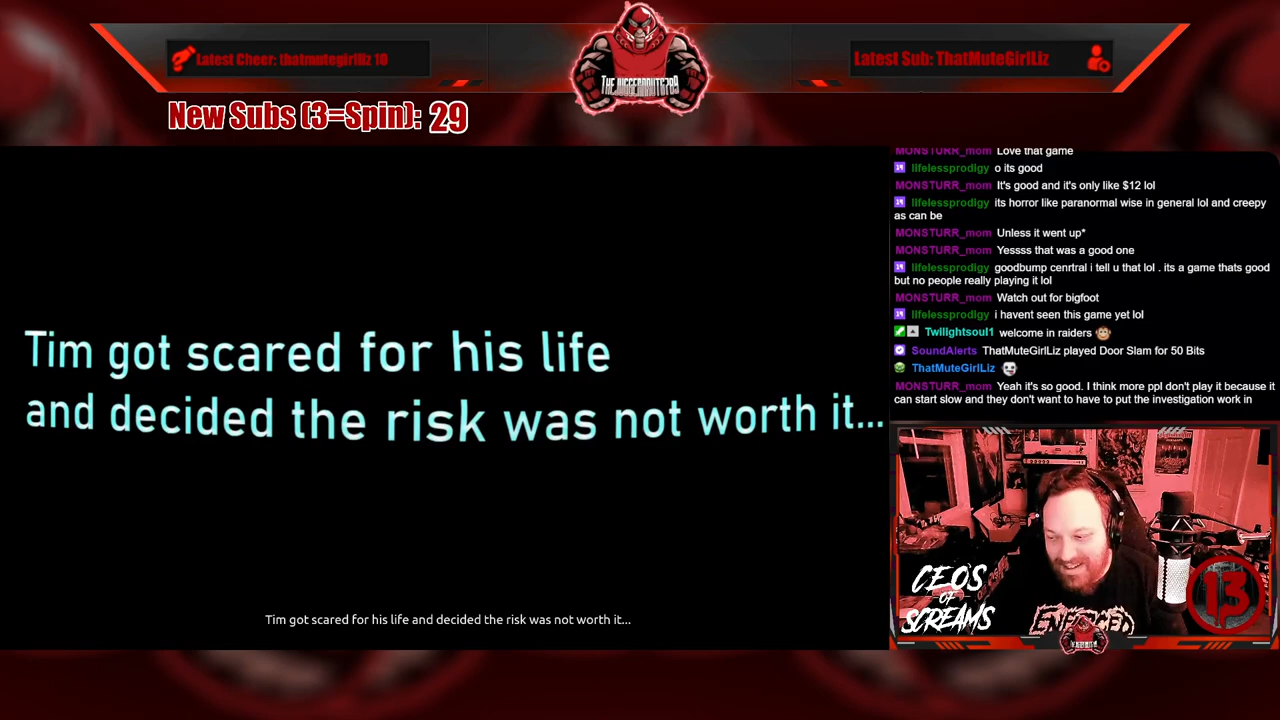 Latest Cheer: thatmutegirlliz 10
THEJUGGERNAUT6789
Latest Sub: ThatMuteGirlLiz
New Subs (3=Spin): 29
MONSTURR_mom Love that game
lifelessprodigy o its good
MONSTURR_mom It's good and it's only like $12 lol
lifelessprodigy its horror like paranormal wise in general lol and creepy
as can be
MONSTURR_mom Unless it went up*
MONSTURR_mom Yessss that was a good one
lifelessprodigy goodbump cenrtral i tell u that lol . its a game thats good
but no people really playing it lol
MONSTURR_mom Watch out for bigfoot
lifelessprodigy i havent seen this game yet lol
Twilightsoul1 welcome in raiders
SoundAlerts ThatMuteGirlLiz played Door Slam for 50 Bits
ThatMuteGirlLiz
MONSTURR_mom Yeah it's so good. I think more ppl don't play it because it
can start slow and they don't want to have to put the investigation work in
Tim got scared for his life
and decided the risk was not worth it...
Tim got scared for his life and decided the risk was not worth it...
CEOS
OF
SCREAMS
ENFORCED
13